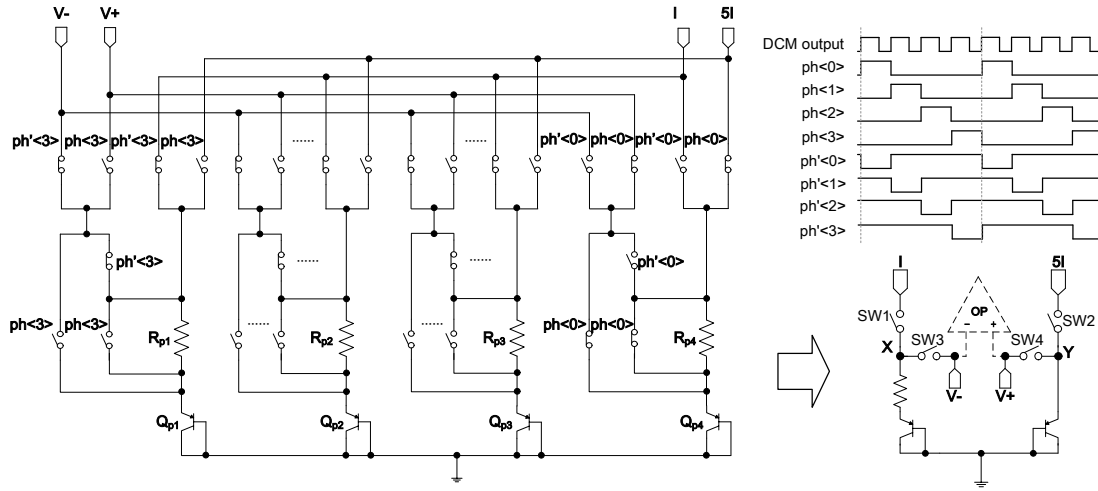 V- V+ I 5I
ph'<3> ph<3> ph'<3> ph<3> ...... ...... ph'<0> ph<0> ph'<0> ph<0>
ph'<3> ...... ...... ph'<0>
ph<3> ph<3> ...... ...... ph<0> ph<0>
Rp1 Rp2 Rp3 Rp4
Qp1 Qp2 Qp3 Qp4
DCM output
ph<0>
ph<1>
ph<2>
ph<3>
ph'<0>
ph'<1>
ph'<2>
ph'<3>
I 5I
SW1 OP SW2
- +
X SW3 SW4 Y
V- V+